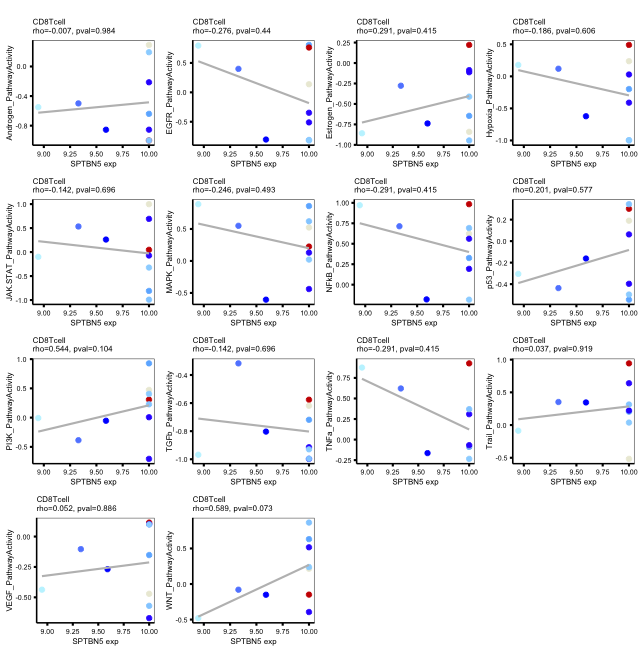 CD8Tcell
rho=-0.007, pval=0.984
Androgen_PathwayActivity
0.0
-0.4
-0.8
9.00 9.25 9.50 9.75 10.00
SPTBN5 exp
CD8Tcell
rho=-0.276, pval=0.44
EGFR_PathwayActivity
0.5
0.0
-0.5
9.00 9.25 9.50 9.75 10.00
SPTBN5 exp
CD8Tcell
rho=0.291, pval=0.415
Estrogen_PathwayActivity
0.25
0.00
-0.25
-0.50
-0.75
-1.00
9.00 9.25 9.50 9.75 10.00
SPTBN5 exp
CD8Tcell
rho=-0.186, pval=0.606
Hypoxia_PathwayActivity
0.5
0.0
-0.5
-1.0
9.00 9.25 9.50 9.75 10.00
SPTBN5 exp
CD8Tcell
rho=-0.142, pval=0.696
JAK.STAT_PathwayActivity
1.0
0.5
0.0
-0.5
-1.0
9.00 9.25 9.50 9.75 10.00
SPTBN5 exp
CD8Tcell
rho=-0.246, pval=0.493
MAPK_PathwayActivity
0.5
0.0
-0.5
9.00 9.25 9.50 9.75 10.00
SPTBN5 exp
CD8Tcell
rho=-0.291, pval=0.415
NFkB_PathwayActivity
1.00
0.75
0.50
0.25
0.00
9.00 9.25 9.50 9.75 10.00
SPTBN5 exp
CD8Tcell
rho=0.201, pval=0.577
p53_PathwayActivity
0.2
0.0
-0.2
-0.4
9.00 9.25 9.50 9.75 10.00
SPTBN5 exp
CD8Tcell
rho=0.544, pval=0.104
PI3K_PathwayActivity
1.0
0.5
0.0
-0.5
9.00 9.25 9.50 9.75 10.00
SPTBN5 exp
CD8Tcell
rho=-0.142, pval=0.696
TGFb_PathwayActivity
-0.4
-0.6
-0.8
-1.0
9.00 9.25 9.50 9.75 10.00
SPTBN5 exp
CD8Tcell
rho=-0.291, pval=0.415
TNFa_PathwayActivity
0.75
0.50
0.25
0.00
-0.25
9.00 9.25 9.50 9.75 10.00
SPTBN5 exp
CD8Tcell
rho=0.037, pval=0.919
Trail_PathwayActivity
1.0
0.5
0.0
-0.5
9.00 9.25 9.50 9.75 10.00
SPTBN5 exp
CD8Tcell
rho=0.052, pval=0.886
VEGF_PathwayActivity
0.00
-0.25
-0.50
9.00 9.25 9.50 9.75 10.00
SPTBN5 exp
CD8Tcell
rho=0.589, pval=0.073
WNT_PathwayActivity
0.5
0.0
-0.5
9.00 9.25 9.50 9.75 10.00
SPTBN5 exp